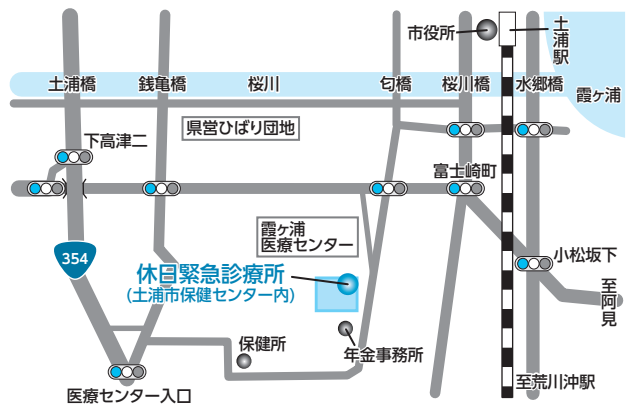 市役所
土浦駅
土浦橋
銭亀橋
桜川
匂橋
桜川橋
水郷橋
霞ヶ浦
県営ひばり団地
下高津二
富士崎町
霞ヶ浦
医療センター
354
休日緊急診療所
(土浦市保健センター内)
小松坂下
至阿見
保健所
年金事務所
至荒川沖駅
医療センター入口